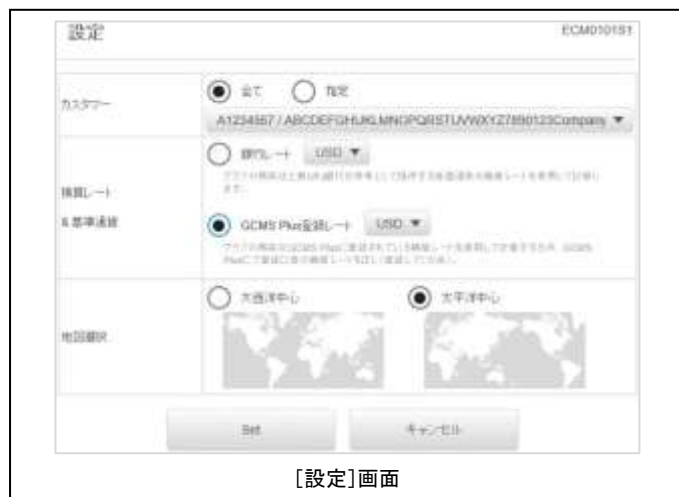 設定
ECM0101S1
カスタマー
全て 指定
A1234567 / ABCDEFGHIJKLMNOPQRSTUVWXYZ7890123Company
換算レート
&基準通貨
銀行レート USD
GCMS Plus登録レート USD
地図選択
大西洋中心 太平洋中心
Set キャンセル
[設定]画面